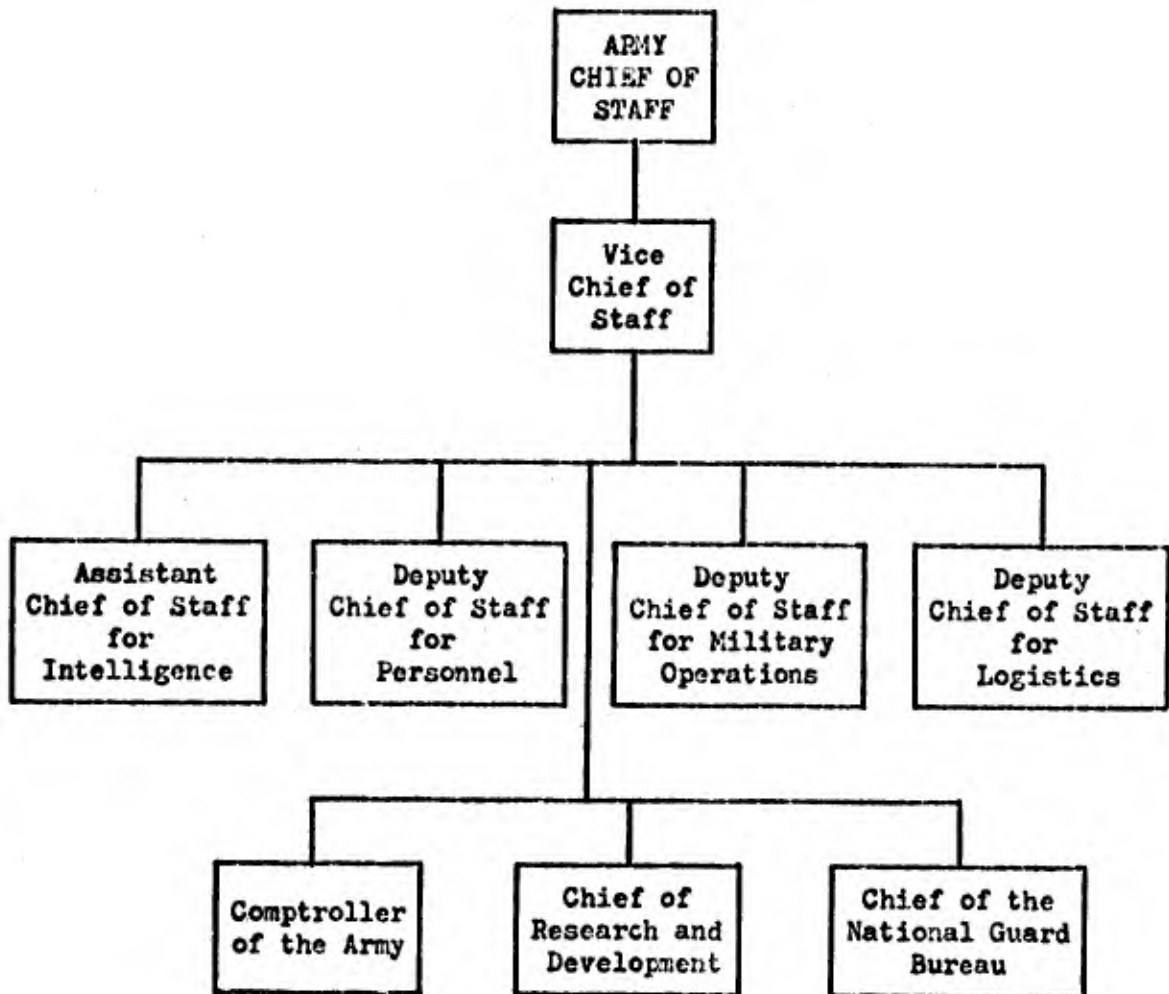 ARMY
CHIEF OF
STAFF
Vice
Chief of
Staff
Assistant
Chief of Staff
for
Intelligence
Deputy
Chief of Staff
for
Personnel
Deputy
Chief of Staff
for Military
Operations
Deputy
Chief of Staff
for
Logistics
Comptroller
of the Army
Chief of
Research and
Development
Chief of the
National Guard
Bureau